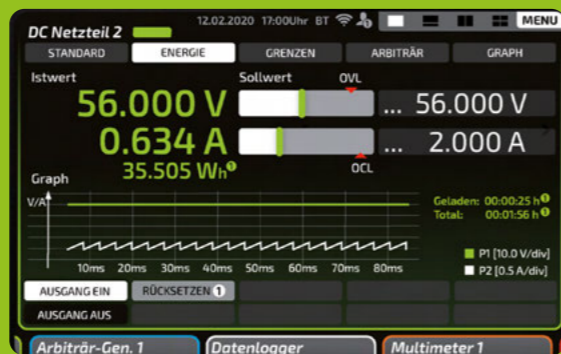 12.02.2020 17:00Uhr BT MENU
DC Netzteil 2
STANDARD ENERGIE GRENZEN ARBITRÄR GRAPH
Istwert Sollwert OVL
56.000 V ... 56.000 V
0.634 A ... 2.000 A
35.505 Wh① OCL
Graph
V/A
Geladen: 00:00:25 h①
Total: 00:01:56 h①
P1 [10.0 V/div]
P2 [0.5 A/div]
10ms 20ms 30ms 40ms 50ms 60ms 70ms 80ms
AUSGANG EIN RÜCKSETZEN ①
AUSGANG AUS
Arbiträr-Gen. 1 Datenlogger Multimeter 1